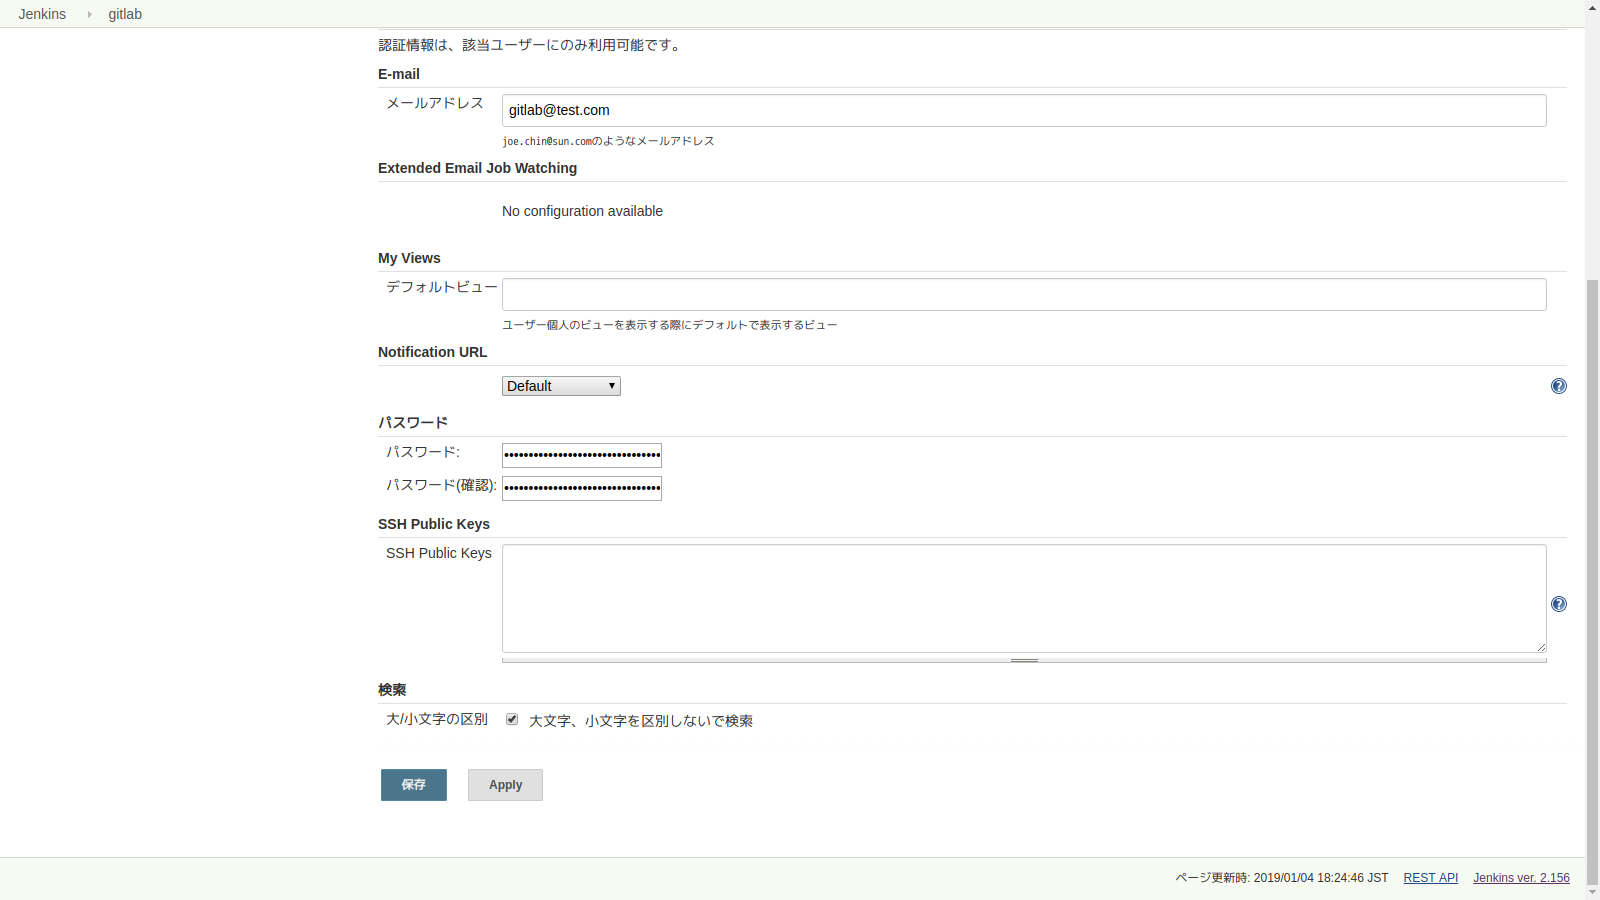 Jenkins gitlab
認証情報は、該当ユーザーにのみ利用可能です。
E-mail
メールアドレス gitlab@test.com
joe.chin@sun.comのようなメールアドレス
Extended Email Job Watching
No configuration available
My Views
デフォルトビュー
ユーザー個人のビューを表示する際にデフォルトで表示するビュー
Notification URL
Default
パスワード
パスワード:
パスワード(確認):
SSH Public Keys
SSH Public Keys
検索
大/小文字の区別 大文字、小文字を区別しないで検索
保存 Apply
ページ更新時: 2019/01/04 18:24:46 JST REST API Jenkins ver. 2.156